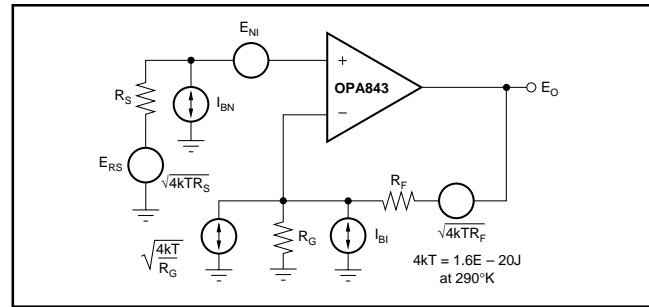 E_NI
+
OPA843
−
E_O
R_S
I_BN
E_RS
√4kTR_S
R_F
√4kTR_F
√4kT/R_G
R_G
I_BI
4kT = 1.6E – 20J
at 290°K